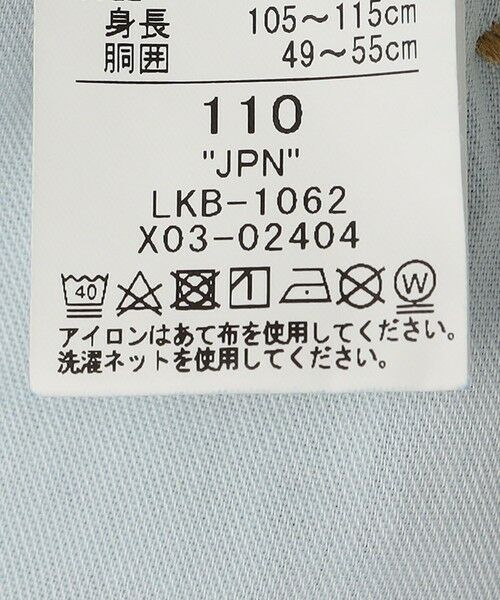 身長 105～115cm
胴囲 49～55cm
110
"JPN"
LKB-1062
X03-02404
40 W
アイロンはあて布を使用してください。
洗濯ネットを使用してください。